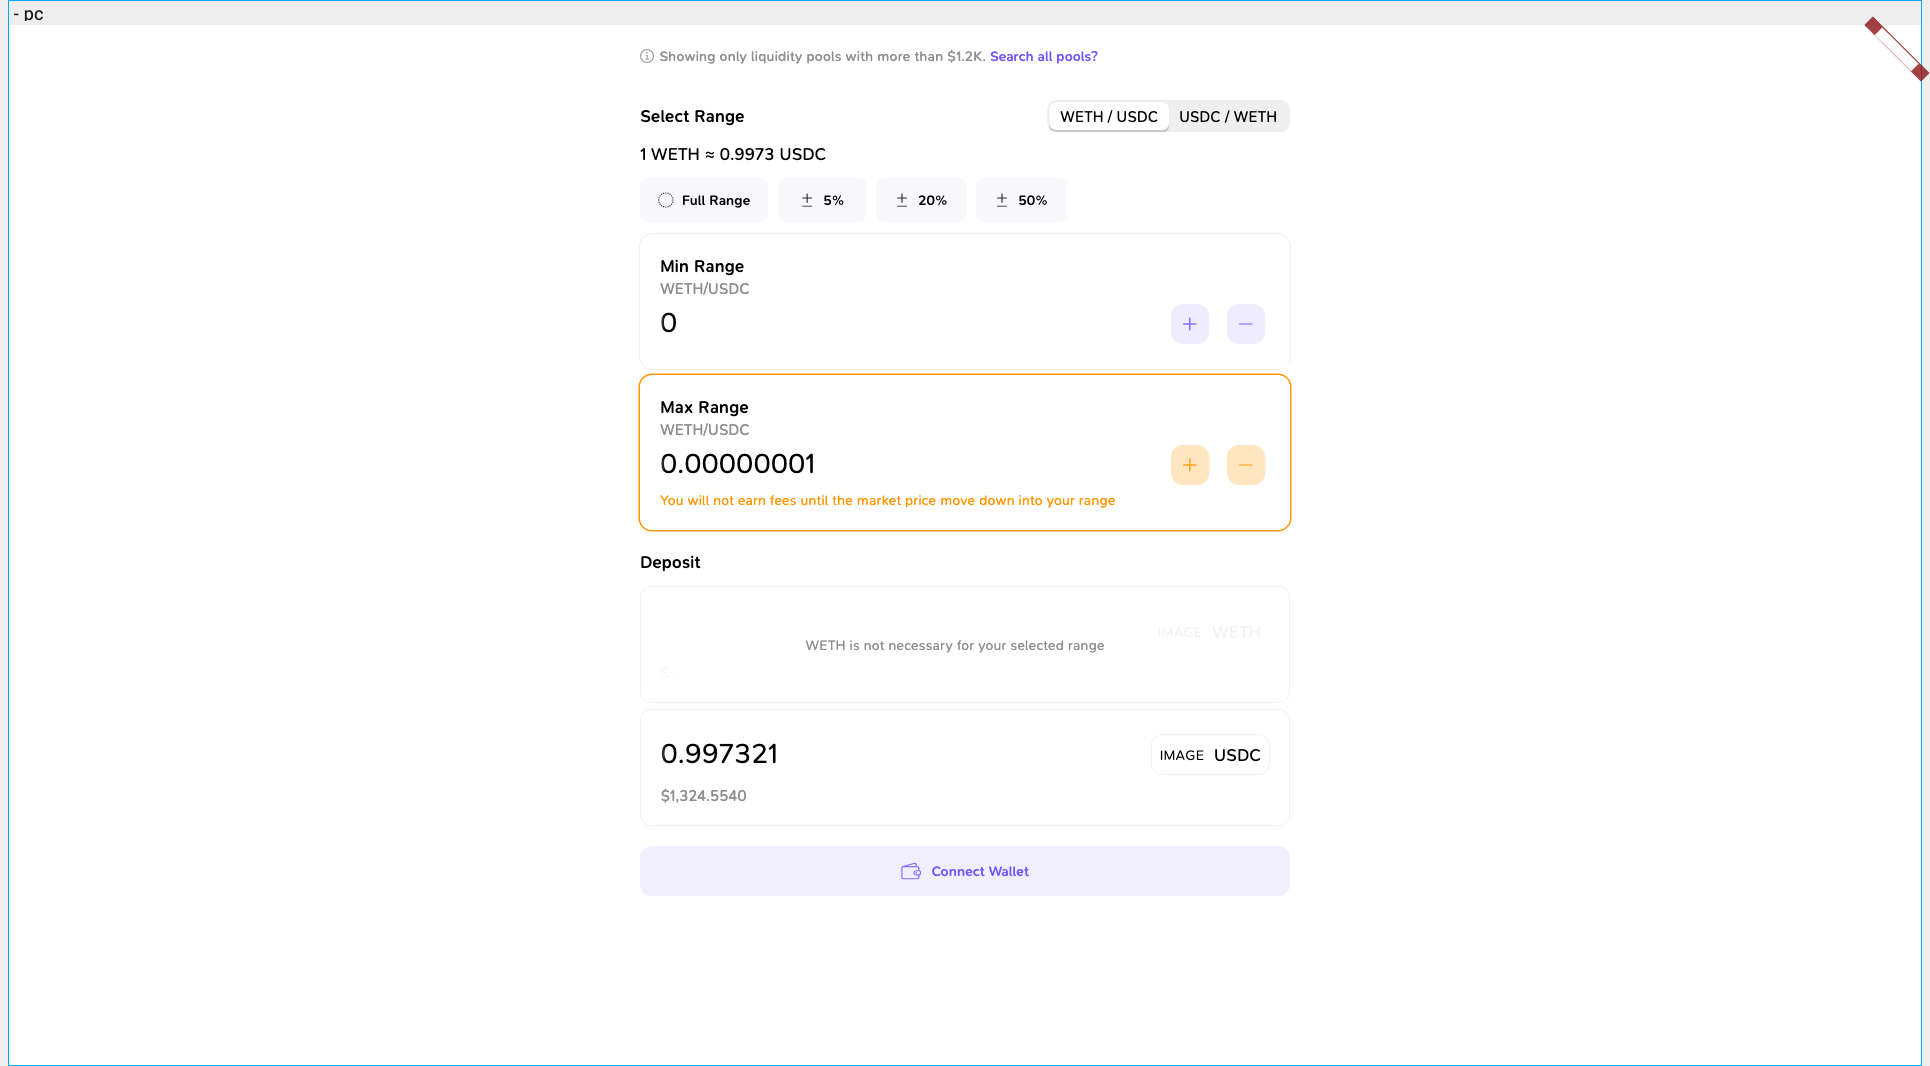 - pc
Showing only liquidity pools with more than $1.2K. Search all pools?
Select Range
WETH / USDC
USDC / WETH
1 WETH ≈ 0.9973 USDC
Full Range
± 5%
± 20%
± 50%
Min Range
WETH/USDC
0
+
−
Max Range
WETH/USDC
0.00000001
+
−
You will not earn fees until the market price move down into your range
Deposit
0
IMAGE WETH
WETH is not necessary for your selected range
0.997321
IMAGE USDC
$1,324.5540
Connect Wallet